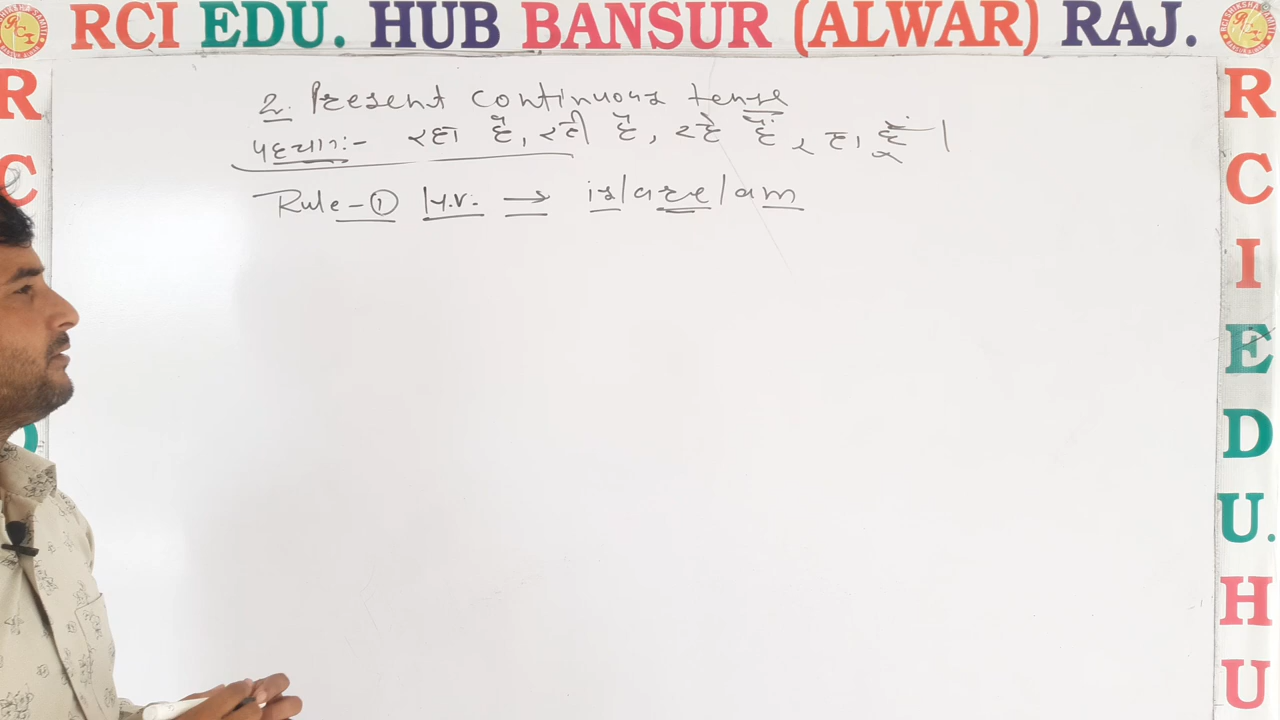 RCI EDU. HUB BANSUR (ALWAR) RAJ.
2. Present continuous tense
पहचान:- रहा है, रही है, रहे हैं, रहा हूँ।
Rule-① H.V. → is/are/am
R
C
R
C
I
E
D
U.
H
U